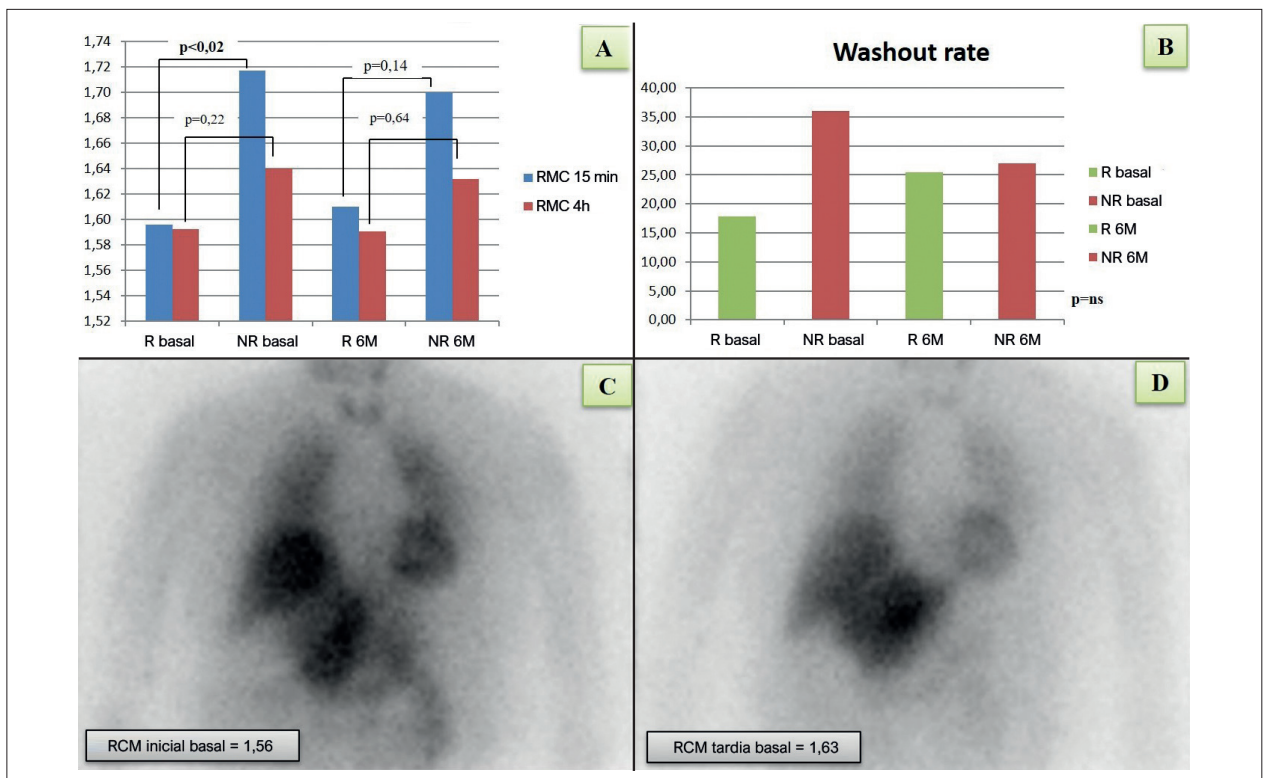 A
1,74
1,72
1,70
1,68
1,66
1,64
1,62
1,60
1,58
1,56
1,54
1,52
p<0,02
p=0,14
p=0,22
p=0,64
RMC 15 min
RMC 4h
R basal NR basal R 6M NR 6M
B
Washout rate
40,00
35,00
30,00
25,00
20,00
15,00
10,00
5,00
0,00
R basal
NR basal
R 6M
NR 6M
p=ns
R basal NR basal R 6M NR 6M
C
RCM inicial basal = 1,56
D
RCM tardia basal = 1,63